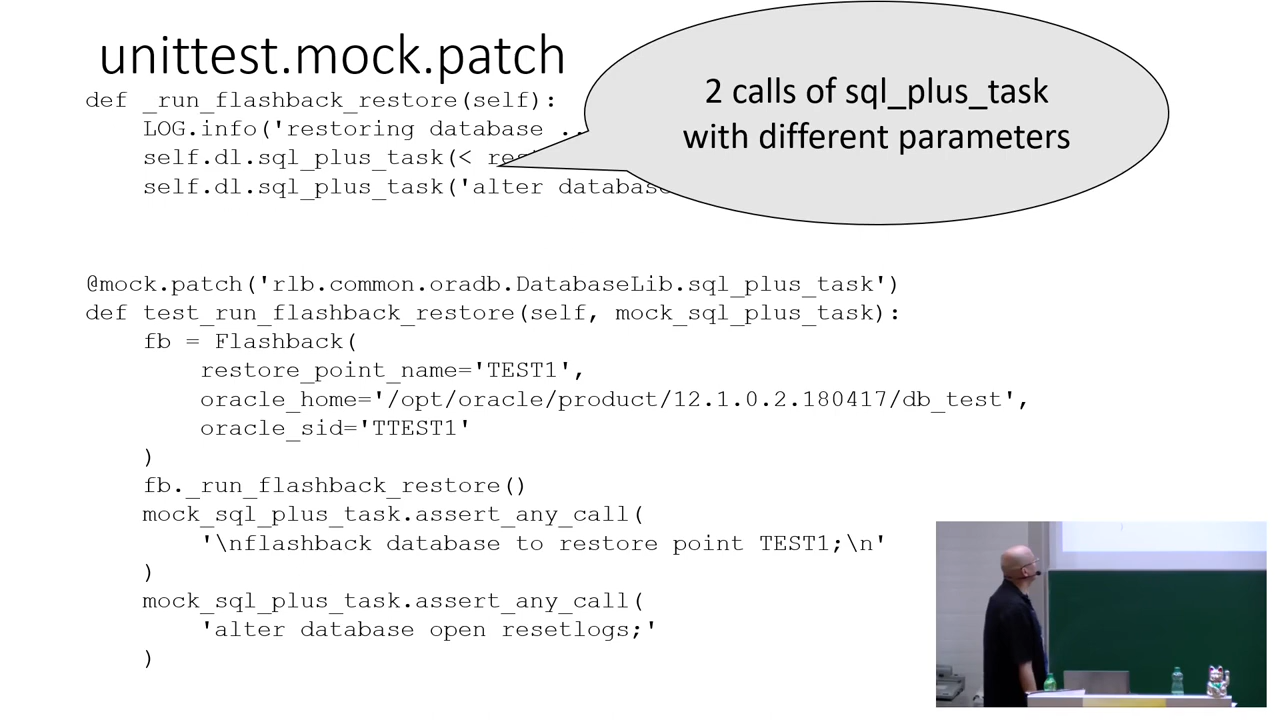 unittest.mock.patch
2 calls of sql_plus_task
with different parameters
def _run_flashback_restore(self):
    LOG.info('restoring database ..
    self.dl.sql_plus_task(<
    self.dl.sql_plus_task('alter database
@mock.patch('rlb.common.oradb.DatabaseLib.sql_plus_task')
def test_run_flashback_restore(self, mock_sql_plus_task):
    fb = Flashback(
        restore_point_name='TEST1',
        oracle_home='/opt/oracle/product/12.1.0.2.180417/db_test',
        oracle_sid='TTEST1'
    )
    fb._run_flashback_restore()
    mock_sql_plus_task.assert_any_call(
        '\nflashback database to restore point TEST1;\n'
    )
    mock_sql_plus_task.assert_any_call(
        'alter database open resetlogs;'
    )